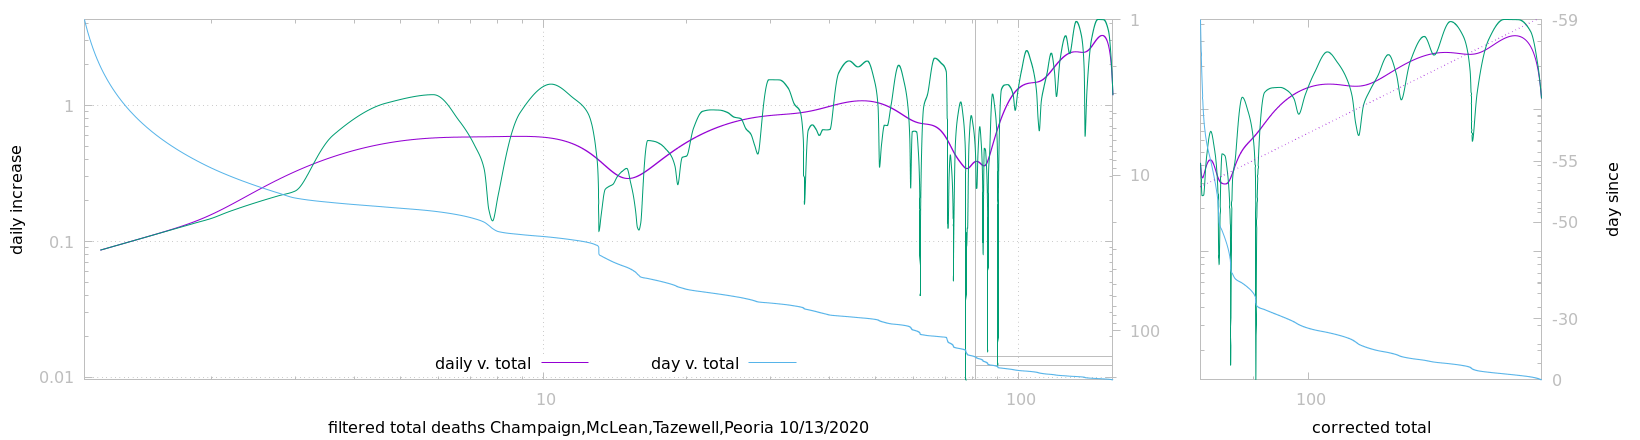 daily increase
1
0.1
0.01
daily v. total
day v. total
10
100
filtered total deaths Champaign,McLean,Tazewell,Peoria 10/13/2020
1
10
100
-59
-55
-50
-30
0
day since
100
corrected total